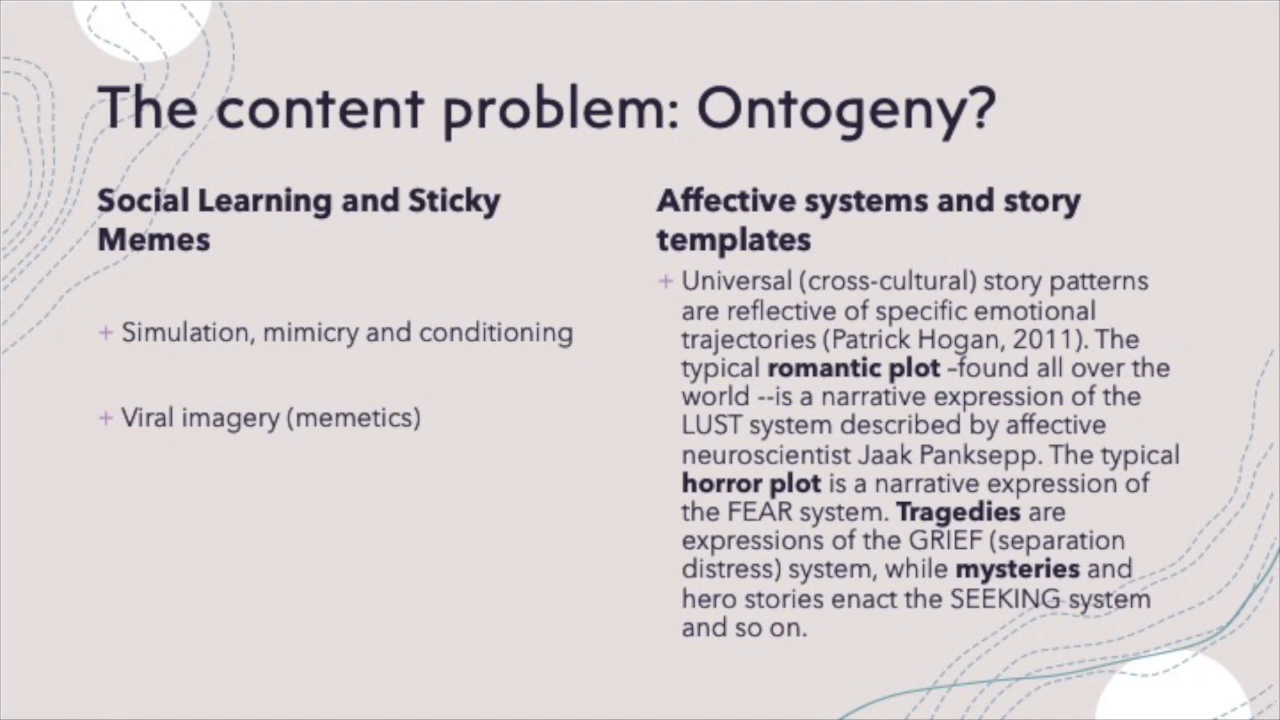 The content problem: Ontogeny?
Social Learning and Sticky
Memes
+ Simulation, mimicry and conditioning
+ Viral imagery (memetics)
Affective systems and story
templates
+ Universal (cross-cultural) story patterns
are reflective of specific emotional
trajectories (Patrick Hogan, 2011). The
typical romantic plot –found all over the
world --is a narrative expression of the
LUST system described by affective
neuroscientist Jaak Panksepp. The typical
horror plot is a narrative expression of
the FEAR system. Tragedies are
expressions of the GRIEF (separation
distress) system, while mysteries and
hero stories enact the SEEKING system
and so on.